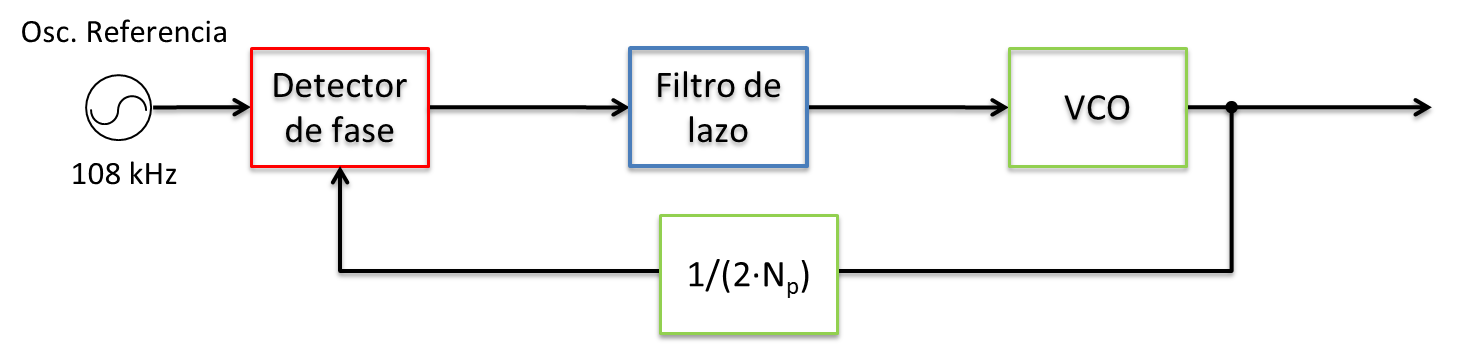 Osc. Referencia
108 kHz
Detector
de fase
Filtro de
lazo
VCO
1/(2·Nₚ)